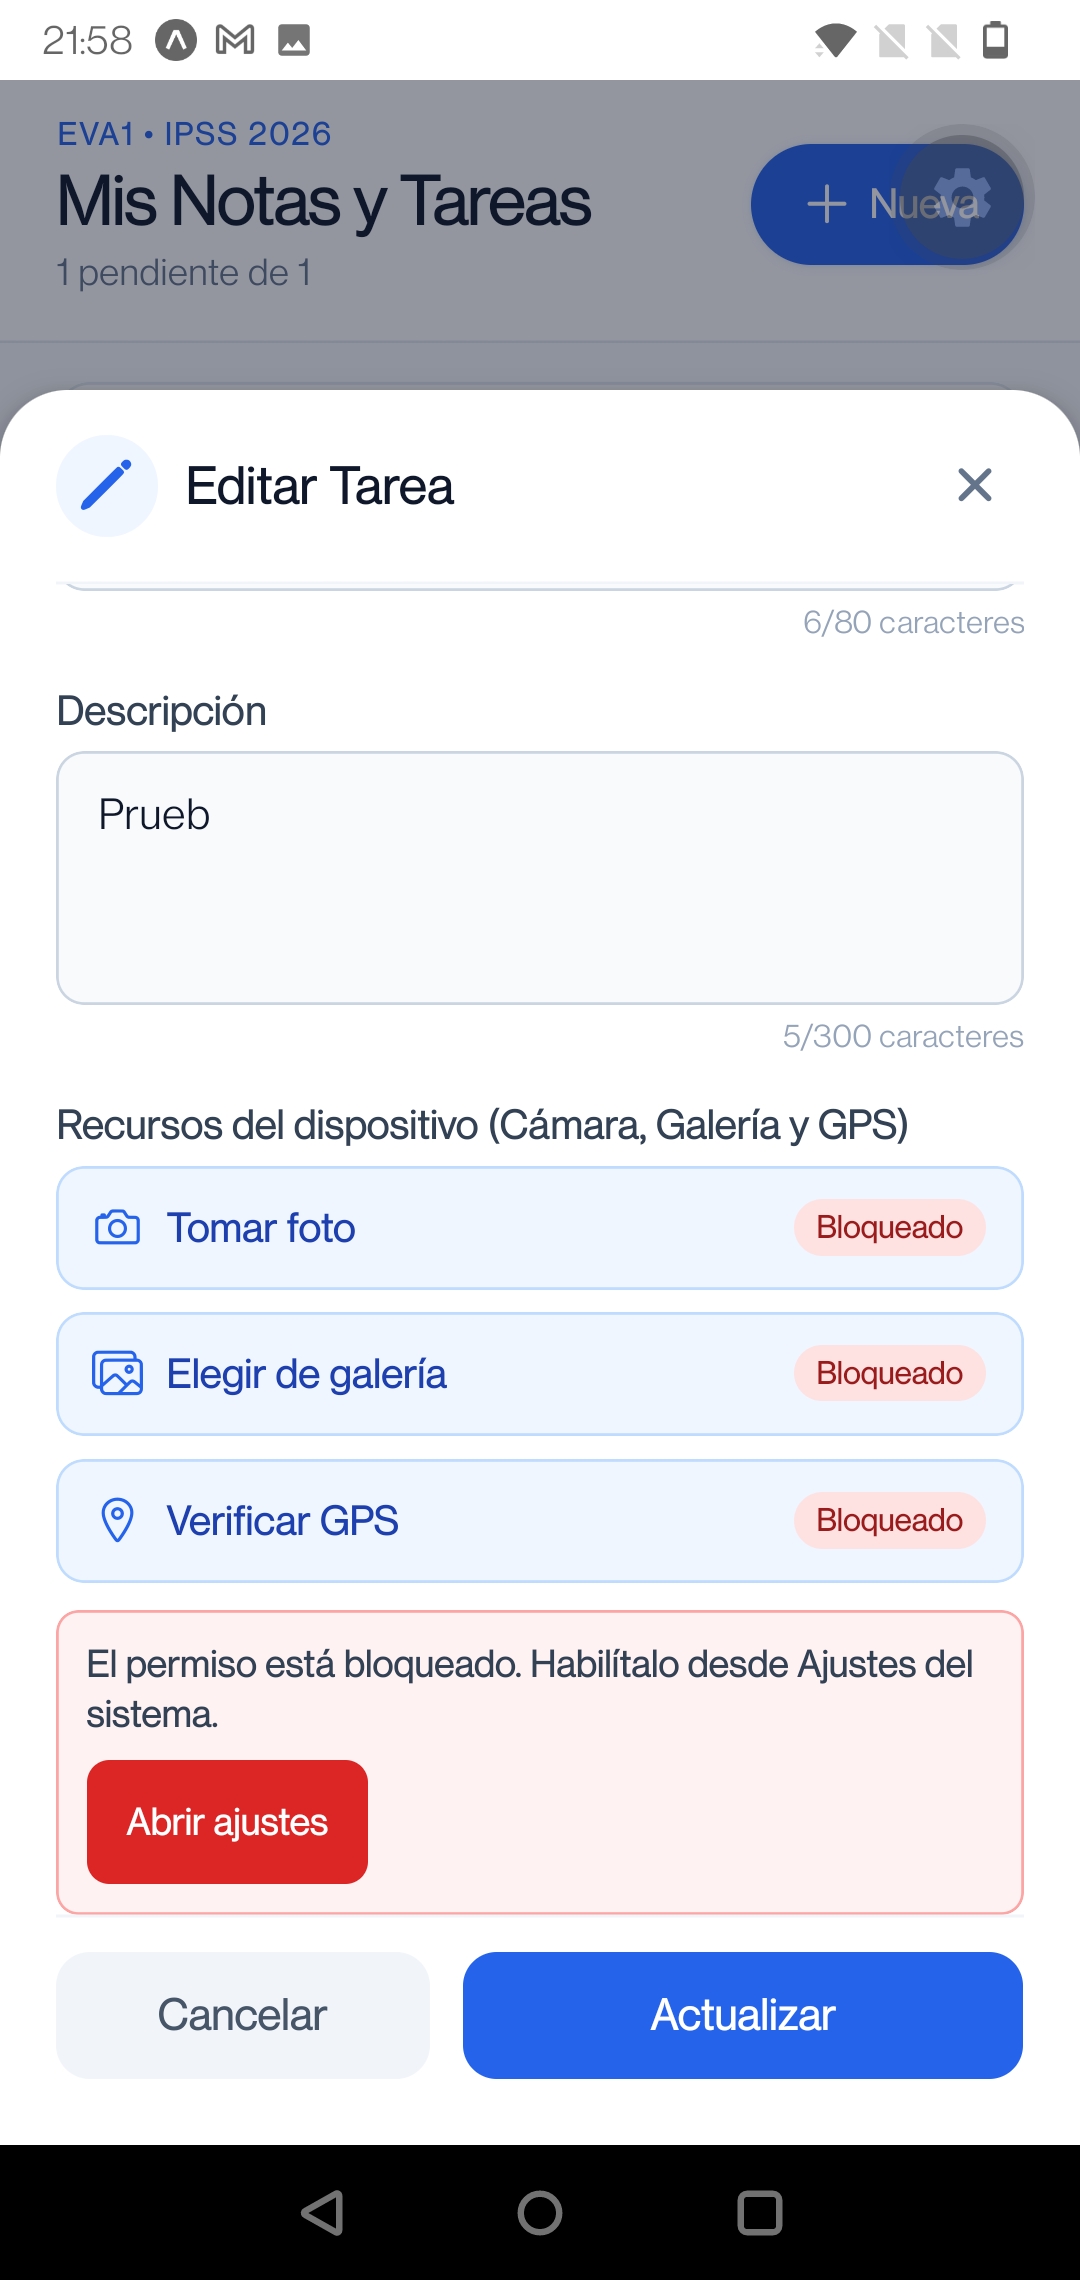 21:58
EVA1 • IPSS 2026
Mis Notas y Tareas
Nueva
1 pendiente de 1
Editar Tarea
6/80 caracteres
Descripción
Prueb
5/300 caracteres
Recursos del dispositivo (Cámara, Galería y GPS)
Tomar foto
Bloqueado
Elegir de galería
Bloqueado
Verificar GPS
Bloqueado
El permiso está bloqueado. Habilítalo desde Ajustes del
sistema.
Abrir ajustes
Cancelar
Actualizar